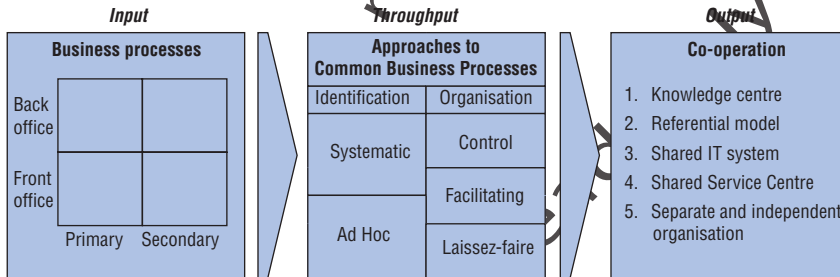 Input
Throughput
Output
Business processes
Back
office
Front
office
Primary Secondary
Approaches to
Common Business Processes
Identification Organisation
Systematic
Ad Hoc
Control
Facilitating
Laissez-faire
Co-operation
1. Knowledge centre
2. Referential model
3. Shared IT system
4. Shared Service Centre
5. Separate and independent
organisation